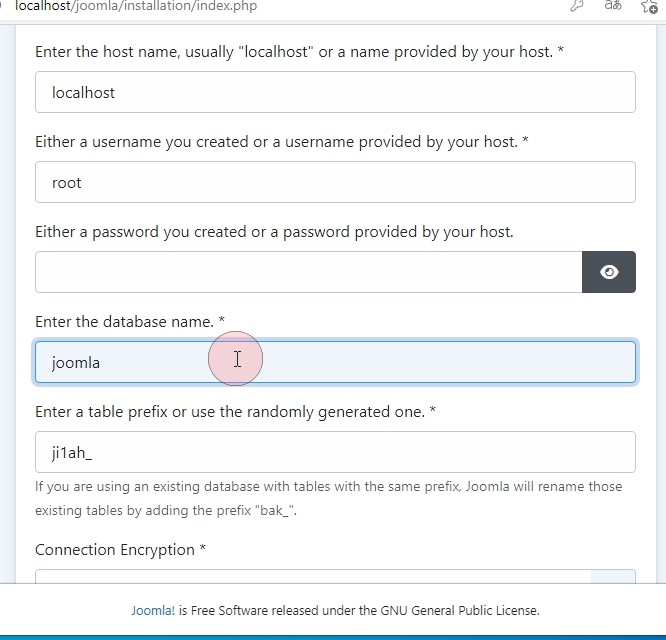 localhost/joomla/installation/index.php
Enter the host name, usually "localhost" or a name provided by your host. *
localhost
Either a username you created or a username provided by your host. *
root
Either a password you created or a password provided by your host.
Enter the database name. *
joomla
Enter a table prefix or use the randomly generated one. *
ji1ah_
If you are using an existing database with tables with the same prefix, Joomla will rename those
existing tables by adding the prefix "bak_".
Connection Encryption *
Joomla! is Free Software released under the GNU General Public License.